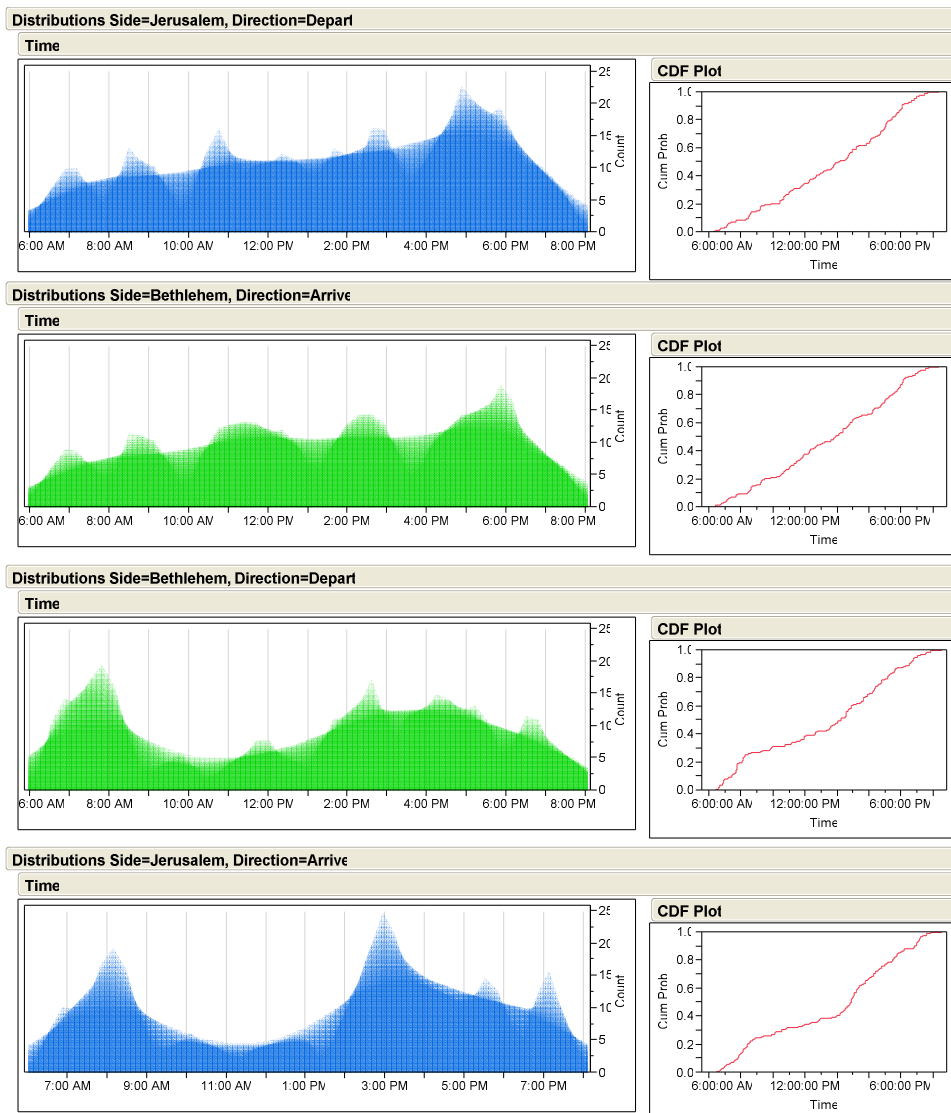 Distributions Side=Jerusalem, Direction=Depart
Time
25
20
15
10
5
0
Count
6:00 AM 8:00 AM 10:00 AM 12:00 PM 2:00 PM 4:00 PM 6:00 PM 8:00 PM
CDF Plot
1.0
0.8
0.6
0.4
0.2
0.0
Cum Prob
6:00:00 AM 12:00:00 PM 6:00:00 PM
Time
Distributions Side=Bethlehem, Direction=Arrive
Time
25
20
15
10
5
0
Count
6:00 AM 8:00 AM 10:00 AM 12:00 PM 2:00 PM 4:00 PM 6:00 PM 8:00 PM
CDF Plot
1.0
0.8
0.6
0.4
0.2
0.0
Cum Prob
6:00:00 AM 12:00:00 PM 6:00:00 PM
Time
Distributions Side=Bethlehem, Direction=Depart
Time
25
20
15
10
5
0
Count
6:00 AM 8:00 AM 10:00 AM 12:00 PM 2:00 PM 4:00 PM 6:00 PM 8:00 PM
CDF Plot
1.0
0.8
0.6
0.4
0.2
0.0
Cum Prob
6:00:00 AM 12:00:00 PM 6:00:00 PM
Time
Distributions Side=Jerusalem, Direction=Arrive
Time
25
20
15
10
5
0
Count
7:00 AM 9:00 AM 11:00 AM 1:00 PM 3:00 PM 5:00 PM 7:00 PM
CDF Plot
1.0
0.8
0.6
0.4
0.2
0.0
Cum Prob
6:00:00 AM 12:00:00 PM 6:00:00 PM
Time